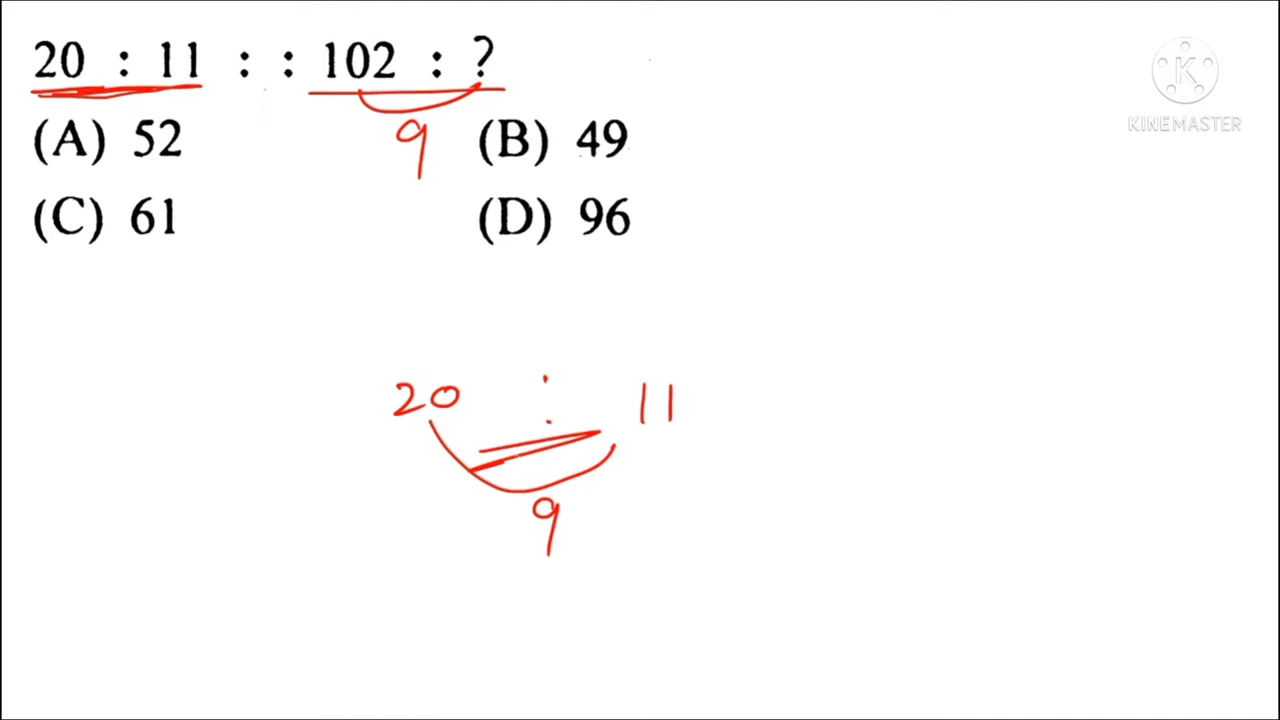 20 : 11 : : 102 : ?
9
(A) 52 (B) 49
(C) 61 (D) 96
20 : 11
9
K
KINEMASTER